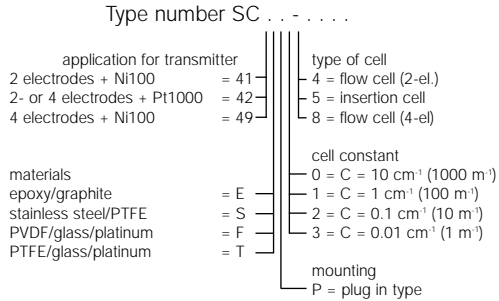 Type number SC . . - . . . .
application for transmitter
2 electrodes + Ni100 = 41
2- or 4 electrodes + Pt1000 = 42
4 electrodes + Ni100 = 49
materials
epoxy/graphite = E
stainless steel/PTFE = S
PVDF/glass/platinum = F
PTFE/glass/platinum = T
type of cell
4 = flow cell (2-el.)
5 = insertion cell
8 = flow cell (4-el)
cell constant
0 = C = 10 cm⁻¹ (1000 m⁻¹)
1 = C = 1 cm⁻¹ (100 m⁻¹)
2 = C = 0.1 cm⁻¹ (10 m⁻¹)
3 = C = 0.01 cm⁻¹ (1 m⁻¹)
mounting
P = plug in type